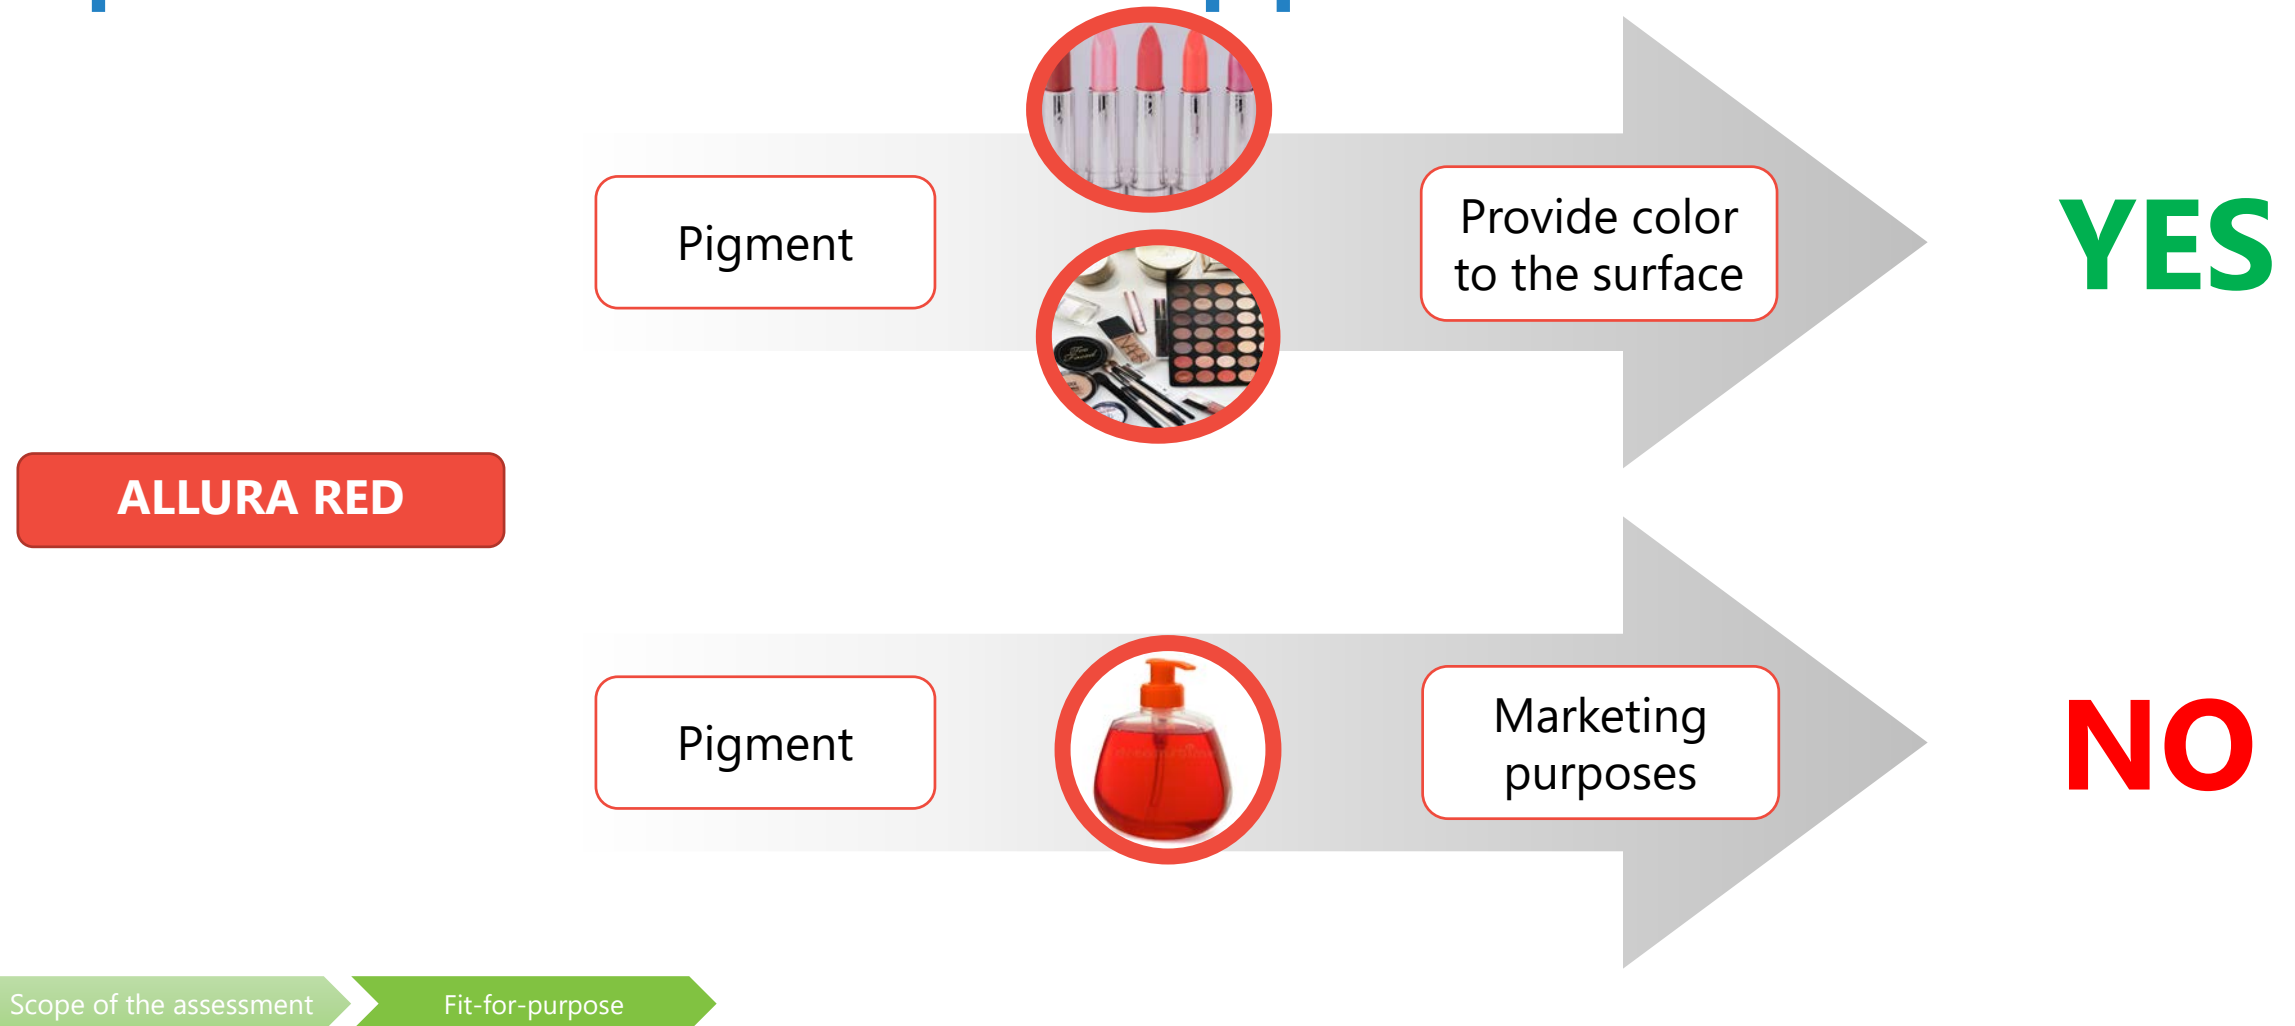 Pigment
Provide color
to the surface
YES
ALLURA RED
Pigment
Marketing
purposes
NO
Scope of the assessment
Fit-for-purpose